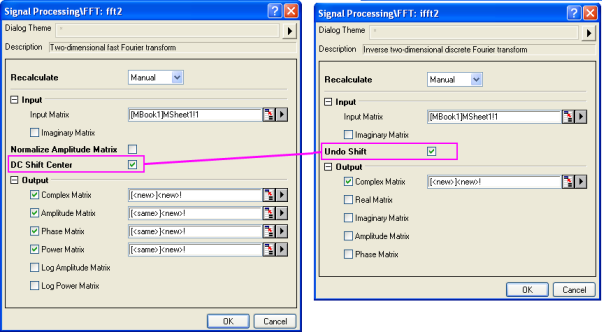 Signal Processing\FFT: fft2
Dialog Theme *
Description Two-dimensional fast Fourier transform
Recalculate Manual
Input
Input Matrix [MBook1]MSheet1!1
Imaginary Matrix
Normalize Amplitude Matrix
DC Shift Center
Output
Complex Matrix [<new>]<new>!
Amplitude Matrix [<same>]<new>!
Phase Matrix [<same>]<new>!
Power Matrix [<same>]<new>!
Log Amplitude Matrix
Log Power Matrix
OK Cancel
Signal Processing\FFT: ifft2
Dialog Theme *
Description Inverse two-dimensional discrete Fourier transform
Recalculate Manual
Input
Input Matrix [MBook1]MSheet1!1
Imaginary Matrix
Undo Shift
Output
Complex Matrix [<new>]<new>!
Real Matrix
Imaginary Matrix
Amplitude Matrix
Phase Matrix
OK Cancel